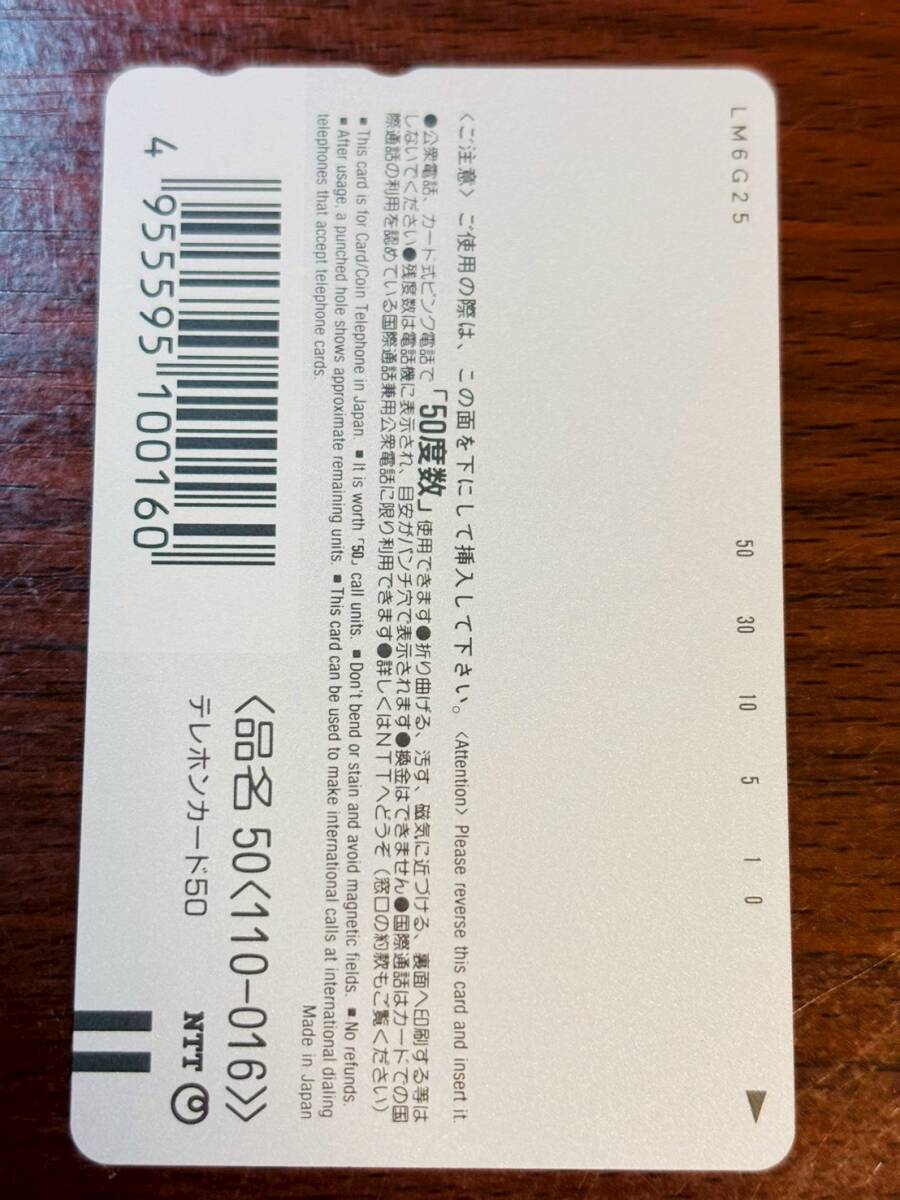 LM6G25
50 30 10 5 1 0
〈ご注意〉ご使用の際は、この面を下にして挿入して下さい。〈Attention〉Please reverse this card and insert it.
●公衆電話、カード式ピンク電話で「50度数」使用できます●折り曲げる、汚す、磁気に近づける、裏面へ印刷する等は
しないでください●残度数は電話機に表示され、目安がパンチ穴で表示されます●換金はできません●国際通話はカードでの国
際通話の利用を認めている国際通話兼用公衆電話に限り利用できます●詳しくはNTTへどうぞ(窓口の約款もご覧ください)
■This card is for Card/Coin Telephone in Japan. ■It is worth「50」call units. ■Don't bend or stain and avoid magnetic fields. ■No refunds.
■After usage, a punched hole shows approximate remaining units. ■This card can be used to make international calls at international dialing
telephones that accept telephone cards.
Made in Japan
4 955595 100160
〈品名 50〈110-016〉〉
テレホンカード50
NTT